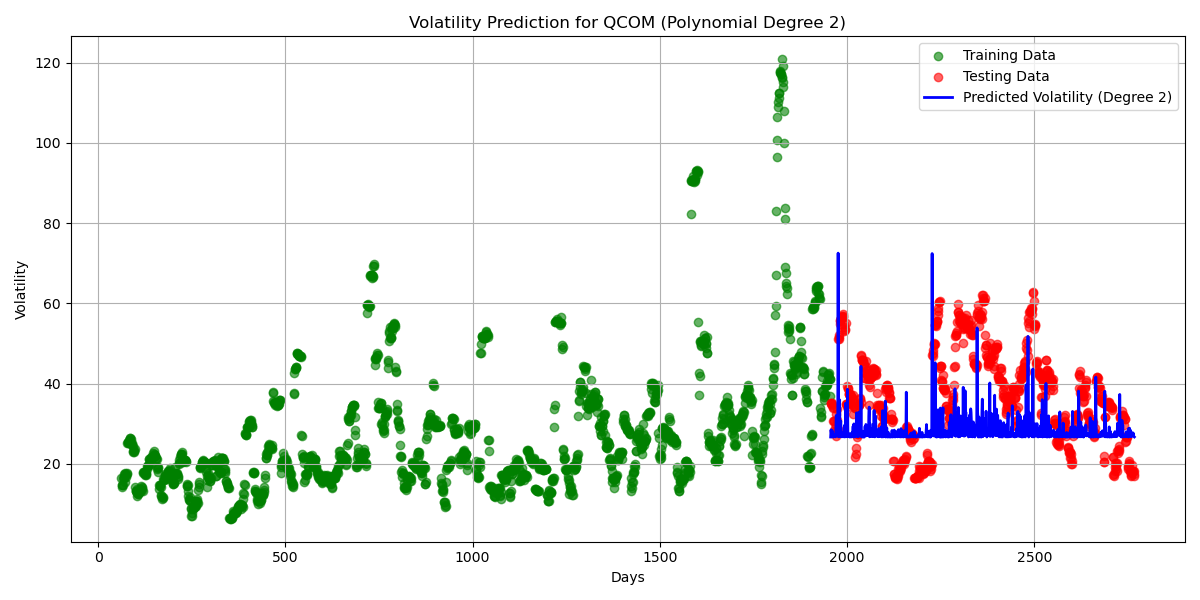 Volatility Prediction for QCOM (Polynomial Degree 2)
Training Data
Testing Data
Predicted Volatility (Degree 2)
Volatility
120
100
80
60
40
20
0 500 1000 1500 2000 2500
Days